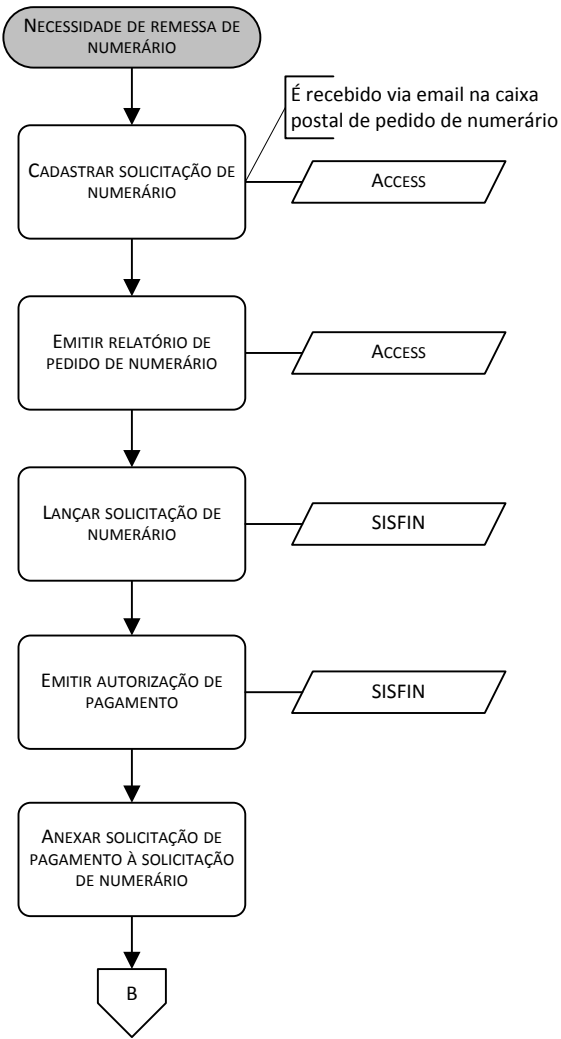 NECESSIDADE DE REMESSA DE
NUMERÁRIO
É recebido via email na caixa
postal de pedido de numerário
CADASTRAR SOLICITAÇÃO DE
NUMERÁRIO
ACCESS
EMITIR RELATÓRIO DE
PEDIDO DE NUMERÁRIO
ACCESS
LANÇAR SOLICITAÇÃO DE
NUMERÁRIO
SISFIN
EMITIR AUTORIZAÇÃO DE
PAGAMENTO
SISFIN
ANEXAR SOLICITAÇÃO DE
PAGAMENTO À SOLICITAÇÃO
DE NUMERÁRIO
B